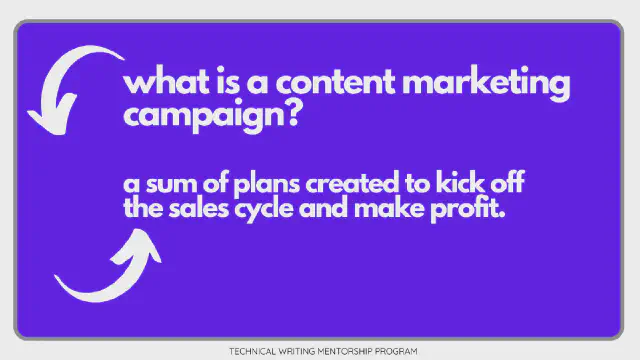 what is a content marketing
campaign?
a sum of plans created to kick off
the sales cycle and make profit.
TECHNICAL WRITING MENTORSHIP PROGRAM